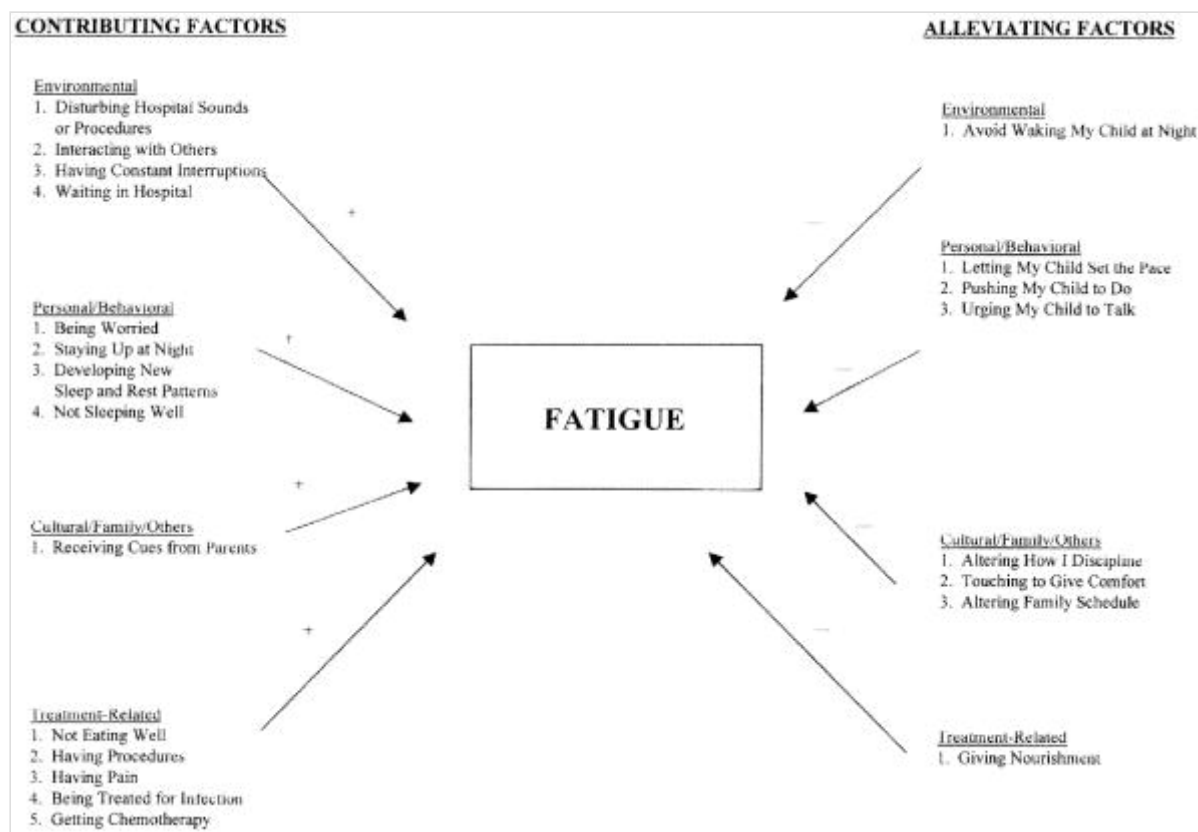 CONTRIBUTING FACTORS
Environmental
1. Disturbing Hospital Sounds
or Procedures
2. Interacting with Others
3. Having Constant Interruptions
4. Waiting in Hospital
+
Personal/Behavioral
1. Being Worried
2. Staying Up at Night
3. Developing New
Sleep and Rest Patterns
4. Not Sleeping Well
+
Cultural/Family/Others
1. Receiving Cues from Parents
+
Treatment-Related
1. Not Eating Well
2. Having Procedures
3. Having Pain
4. Being Treated for Infection
5. Getting Chemotherapy
+
FATIGUE
ALLEVIATING FACTORS
Environmental
1. Avoid Waking My Child at Night
—
Personal/Behavioral
1. Letting My Child Set the Pace
2. Pushing My Child to Do
3. Urging My Child to Talk
—
Cultural/Family/Others
1. Altering How I Discipline
2. Touching to Give Comfort
3. Altering Family Schedule
—
Treatment-Related
1. Giving Nourishment
—